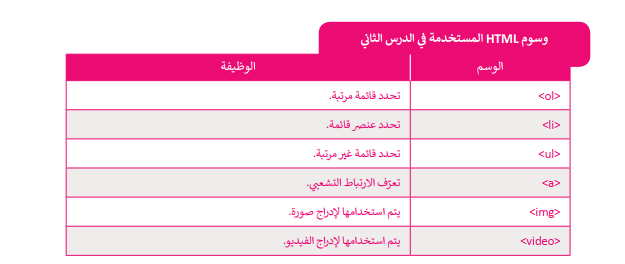 وسوم HTML المستخدمة في الدرس الثاني
الوسم الوظيفة
<ol> تحدد قائمة مرتبة.
<li> تحدد عنصر قائمة.
<ul> تحدد قائمة غير مرتبة.
<a> تعرّف الارتباط التشعبي.
<img> يتم استخدامها لإدراج صورة.
<video> يتم استخدامها لإدراج الفيديو.